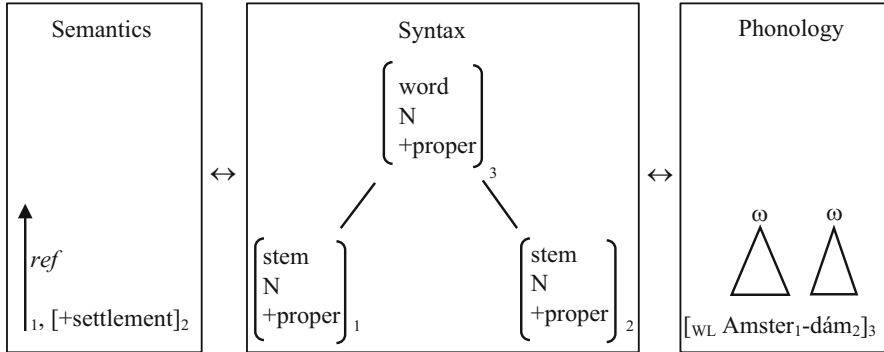 Semantics
ref
1, [+settlement]2
↔
Syntax
word
N
+proper
3
stem
N
+proper
1
stem
N
+proper
2
↔
Phonology
ω ω
[WL Amster1-dám2]3